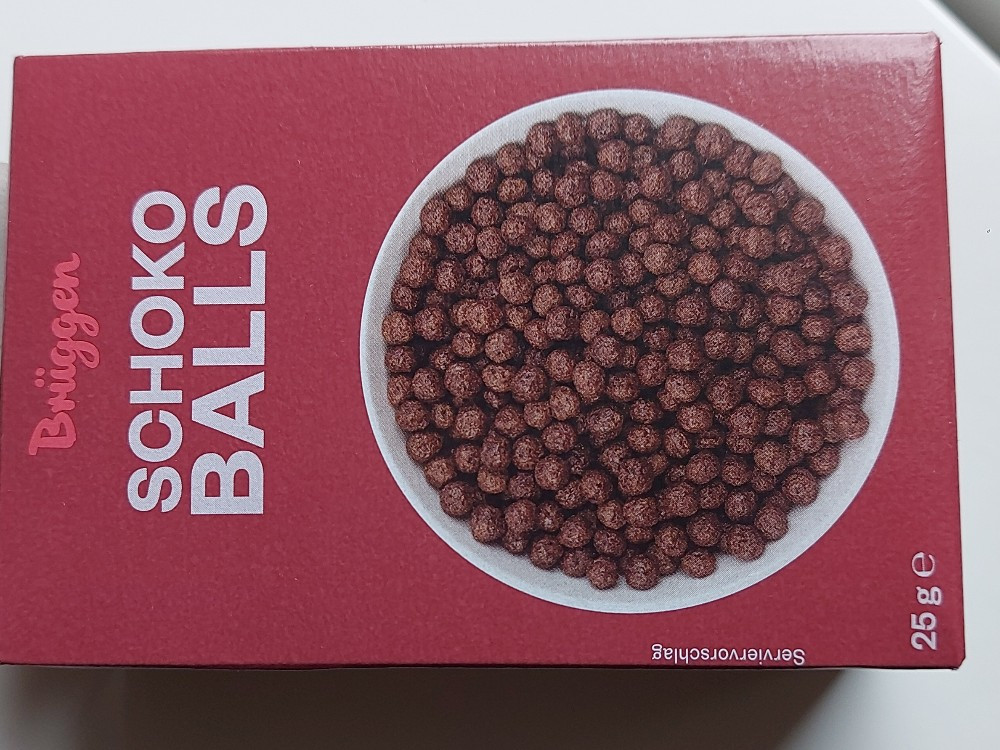 Brüggen
SCHOKO
BALLS
Serviervorschlag
25 g ℮